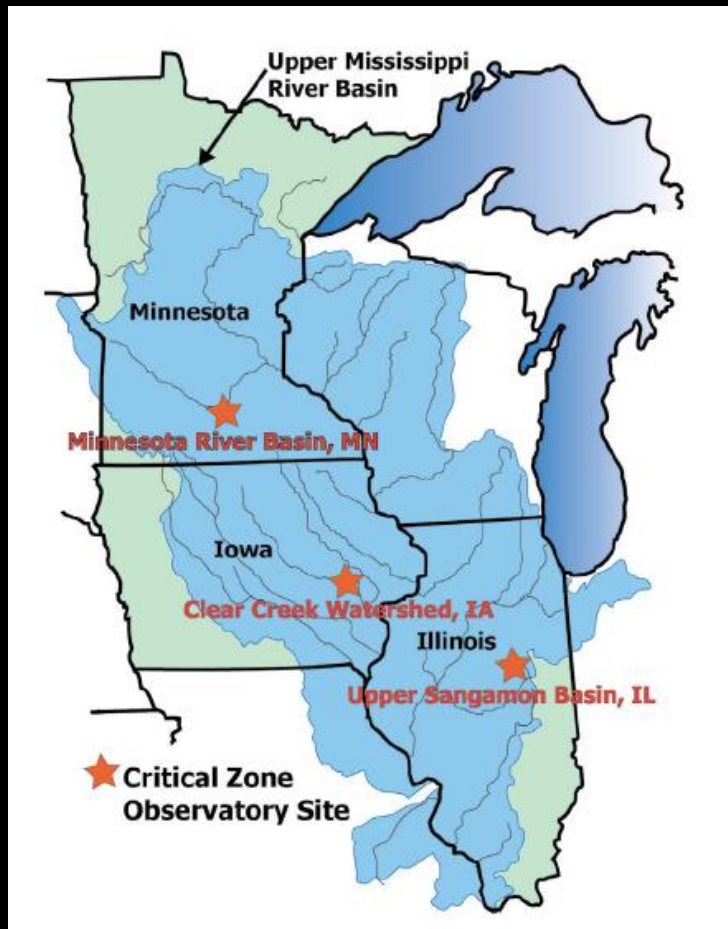 Upper Mississippi
River Basin
Minnesota
Minnesota River Basin, MN
Iowa
Clear Creek Watershed, IA
Illinois
Upper Sangamon Basin, IL
Critical Zone
Observatory Site